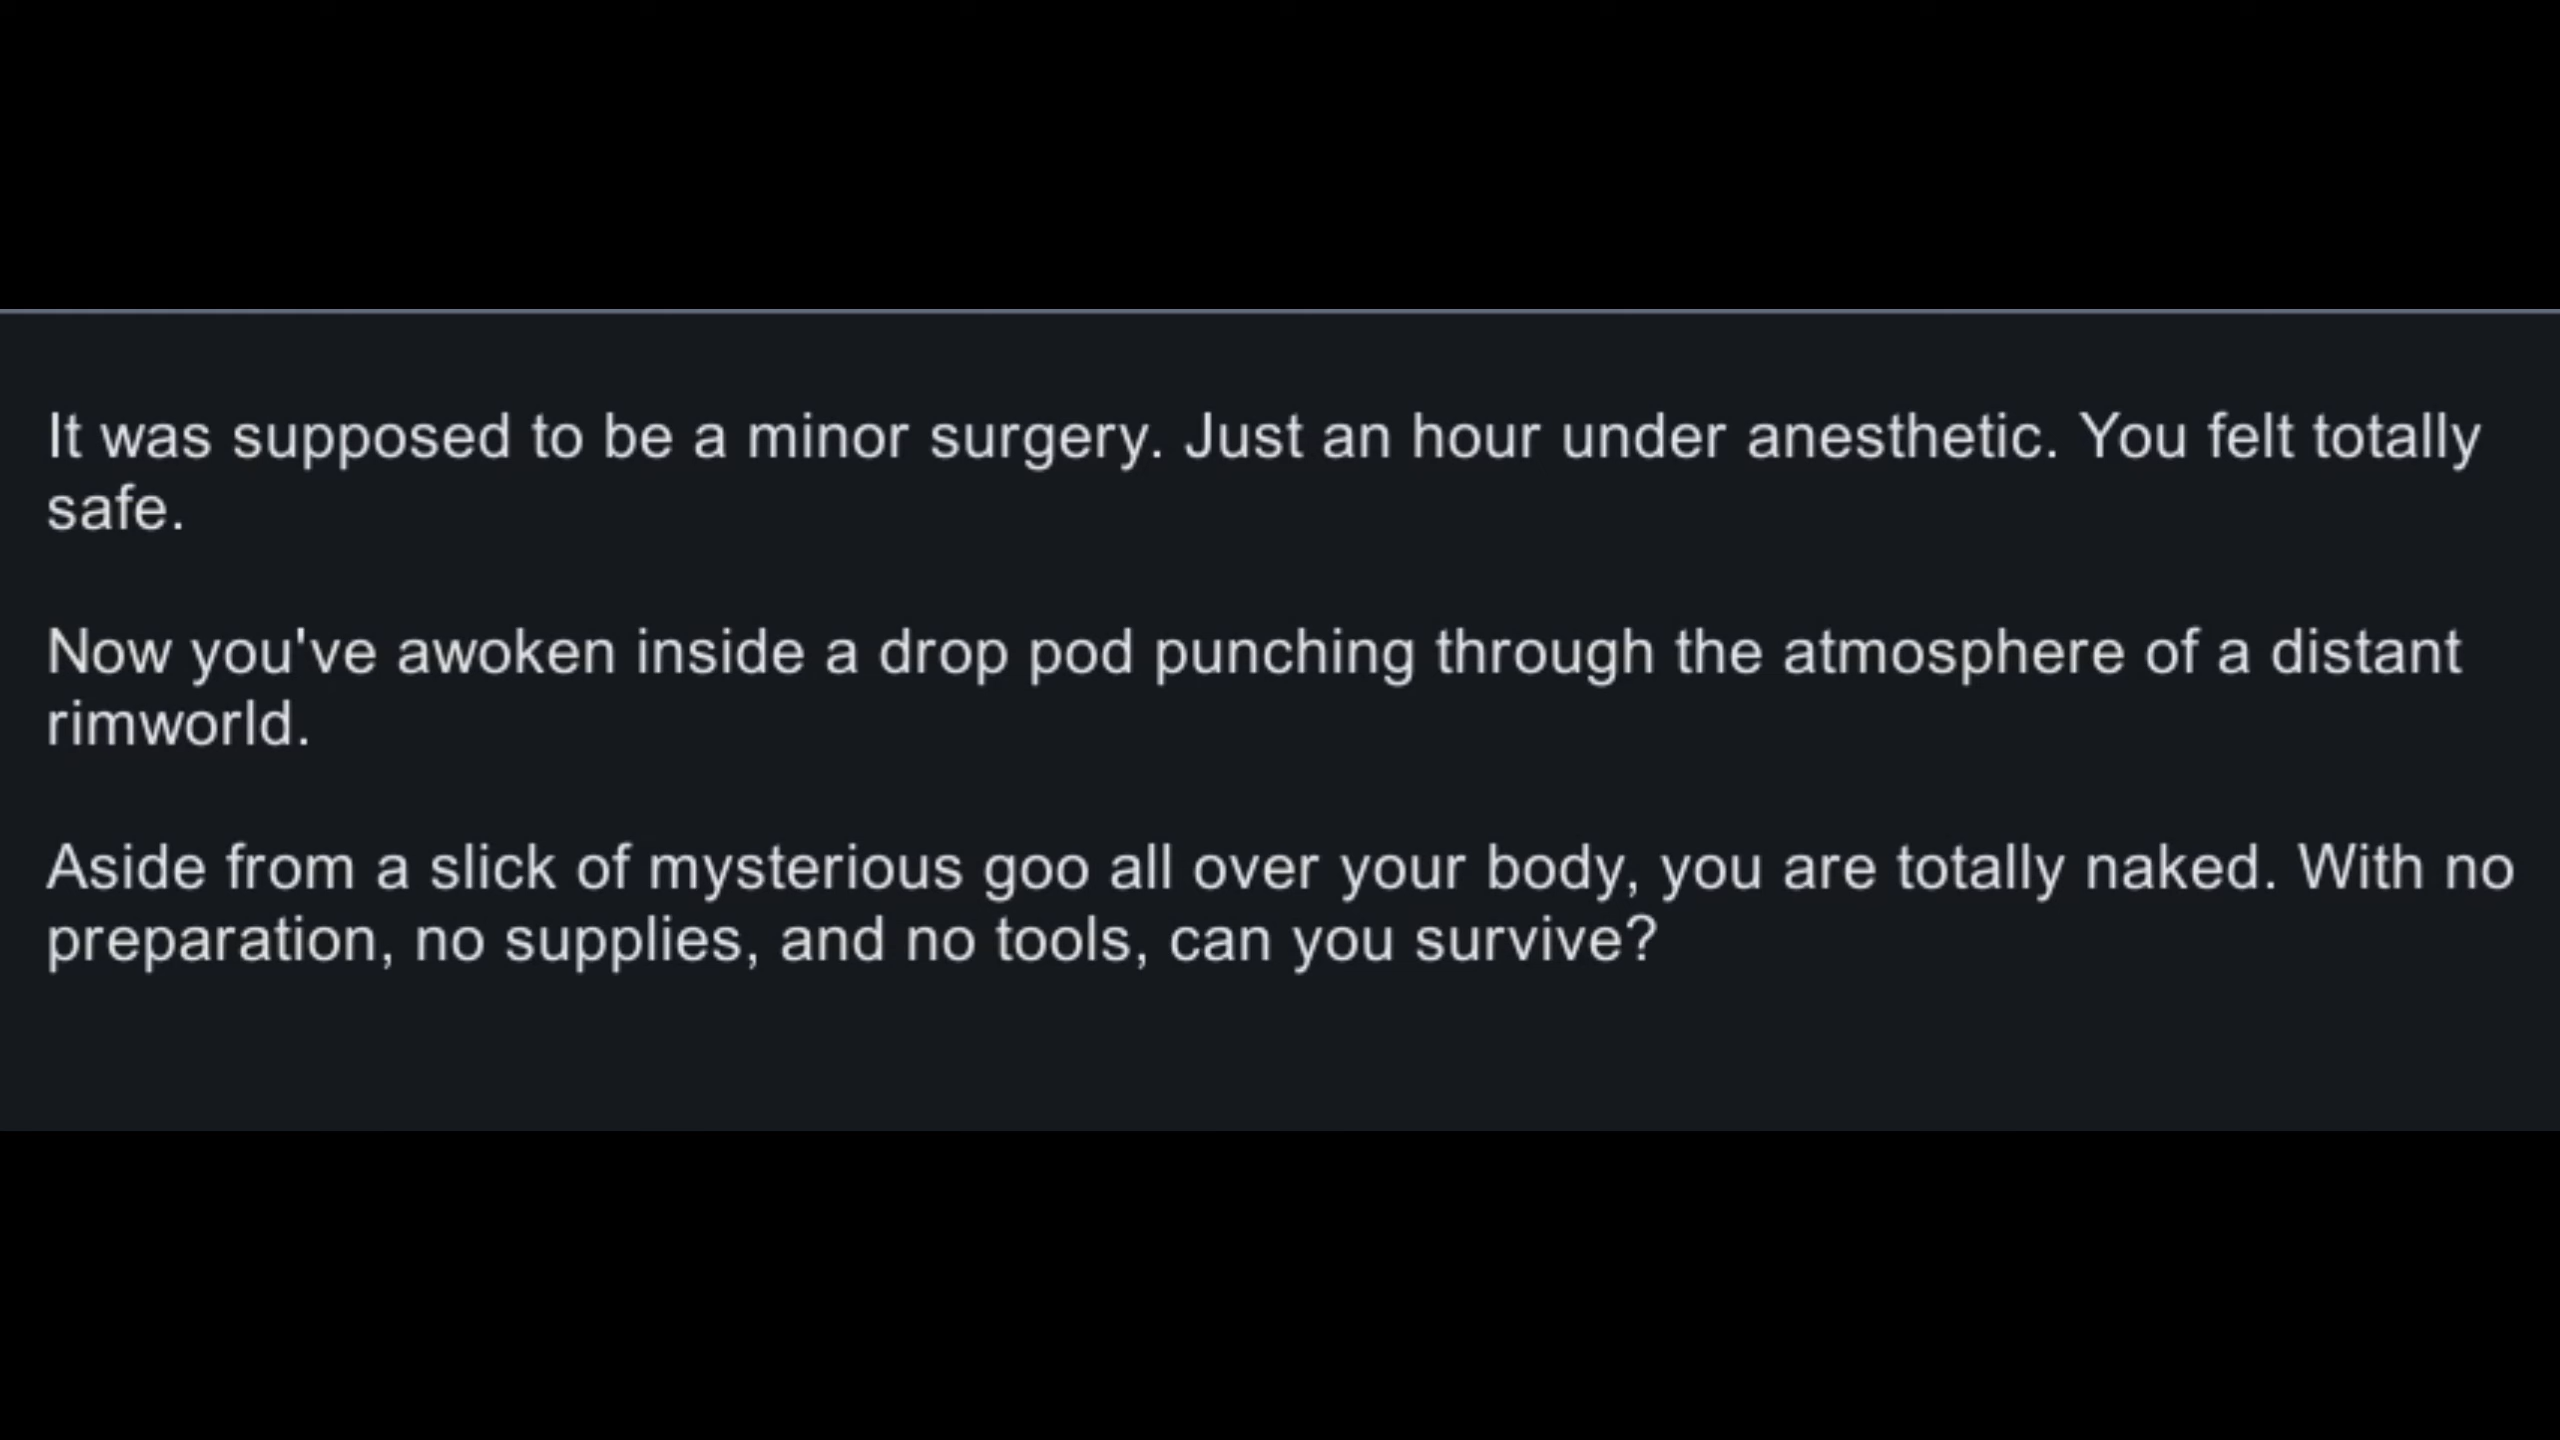 It was supposed to be a minor surgery. Just an hour under anesthetic. You felt totally
safe.
Now you've awoken inside a drop pod punching through the atmosphere of a distant
rimworld.
Aside from a slick of mysterious goo all over your body, you are totally naked. With no
preparation, no supplies, and no tools, can you survive?